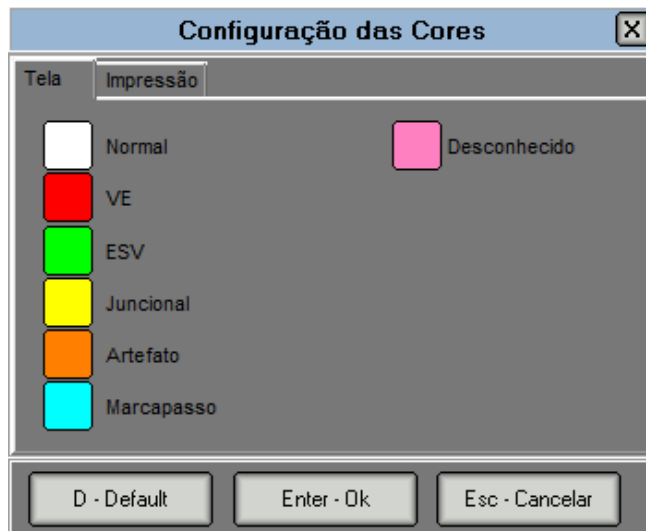 Configuração das Cores
Tela
Impressão
Normal
Desconhecido
VE
ESV
Juncional
Artefato
Marcapasso
D - Default
Enter - Ok
Esc - Cancelar